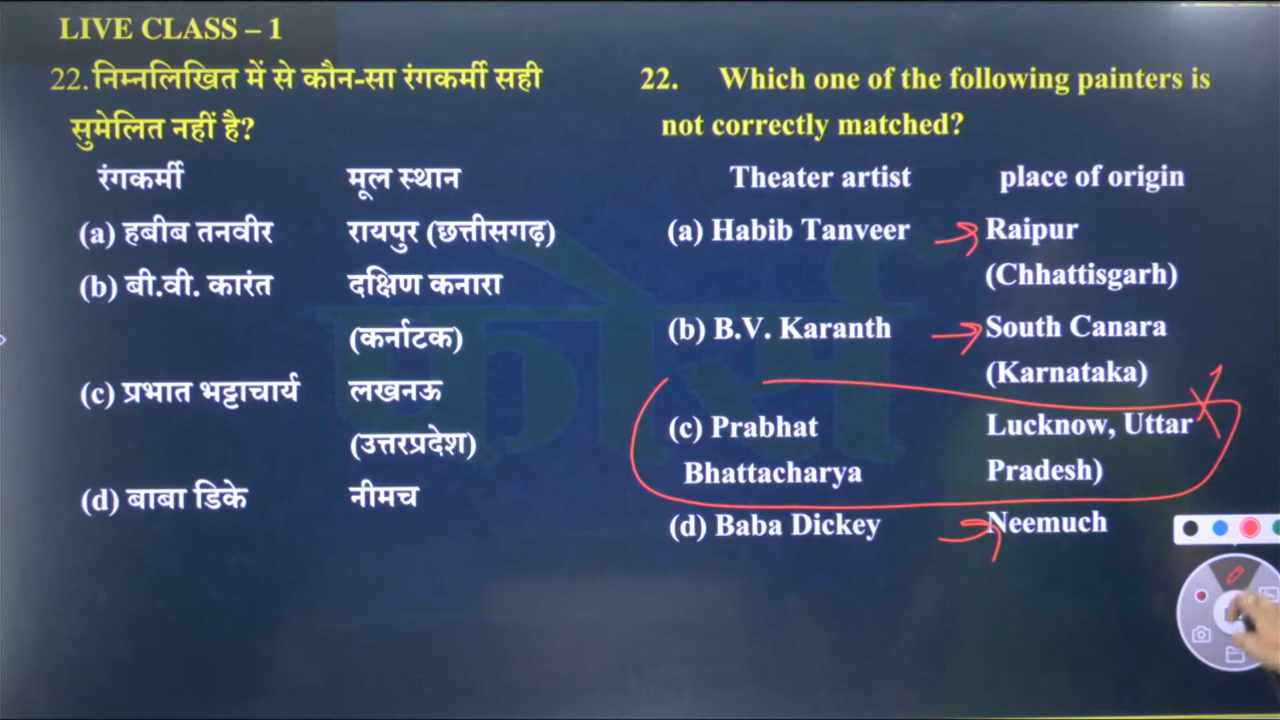 LIVE CLASS – 1
22. निम्नलिखित में से कौन-सा रंगकर्मी सही
सुमेलित नहीं है?
रंगकर्मी मूल स्थान
(a) हबीब तनवीर रायपुर (छत्तीसगढ़)
(b) बी.वी. कारंत दक्षिण कनारा
(कर्नाटक)
(c) प्रभात भट्टाचार्य लखनऊ
(उत्तरप्रदेश)
(d) बाबा डिके नीमच
22. Which one of the following painters is
not correctly matched?
Theater artist place of origin
(a) Habib Tanveer Raipur
(Chhattisgarh)
(b) B.V. Karanth South Canara
(Karnataka)
(c) Prabhat Lucknow, Uttar
Bhattacharya Pradesh)
(d) Baba Dickey Neemuch
फोर्स